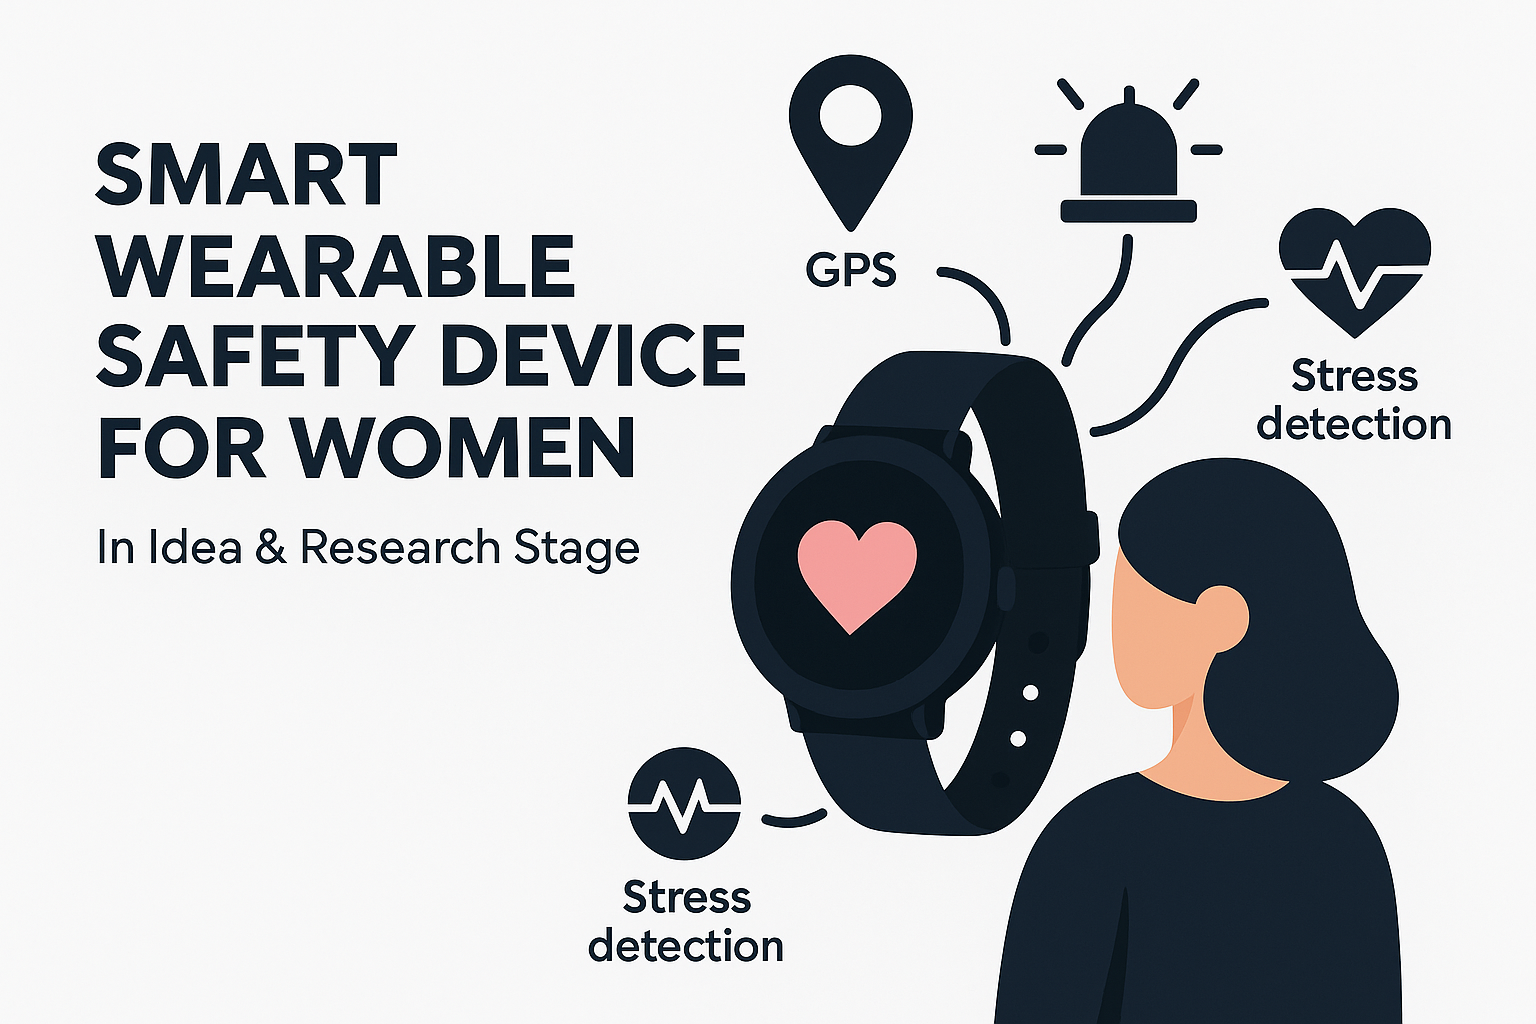 SMART
WEARABLE
SAFETY DEVICE
FOR WOMEN
In Idea & Research Stage
GPS
Stress
detection
Stress
detection